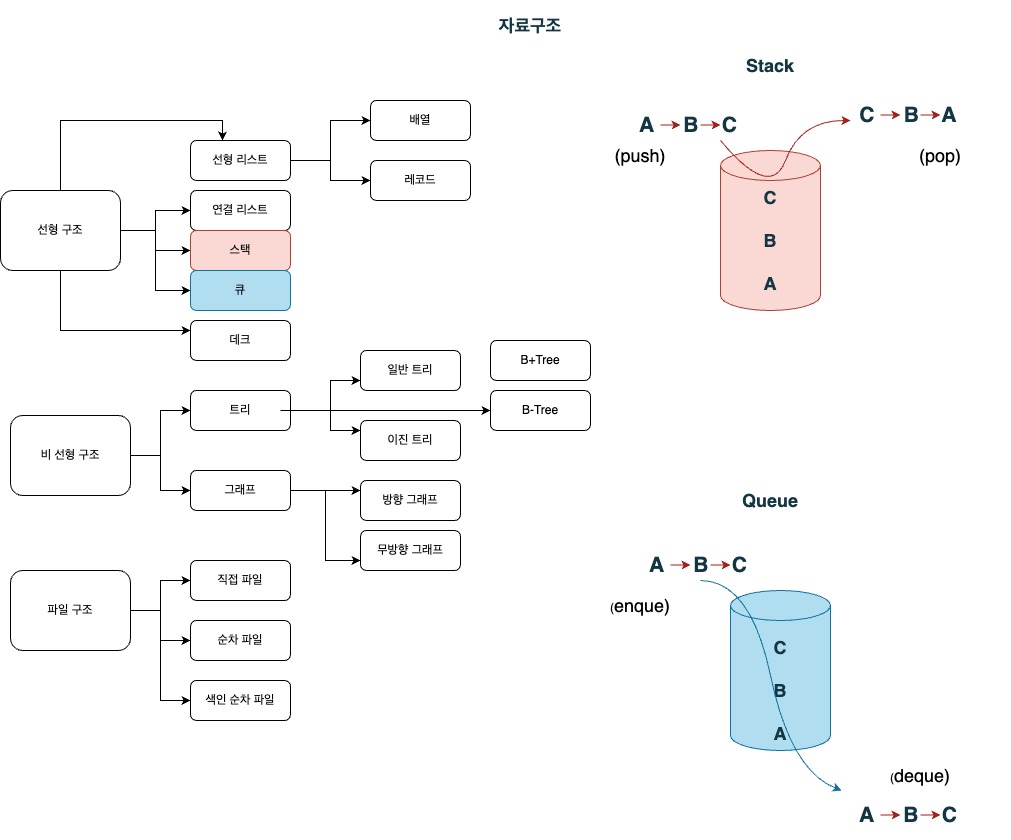 자료구조
선형 구조
선형 리스트
배열
레코드
연결 리스트
스택
큐
데크
비 선형 구조
트리
일반 트리
이진 트리
B+Tree
B-Tree
그래프
방향 그래프
무방향 그래프
파일 구조
직접 파일
순차 파일
색인 순차 파일
Stack
A → B → C
(push)
C → B → A
(pop)
C
B
A
Queue
A → B → C
(enque)
C
B
A
(deque)
A → B → C